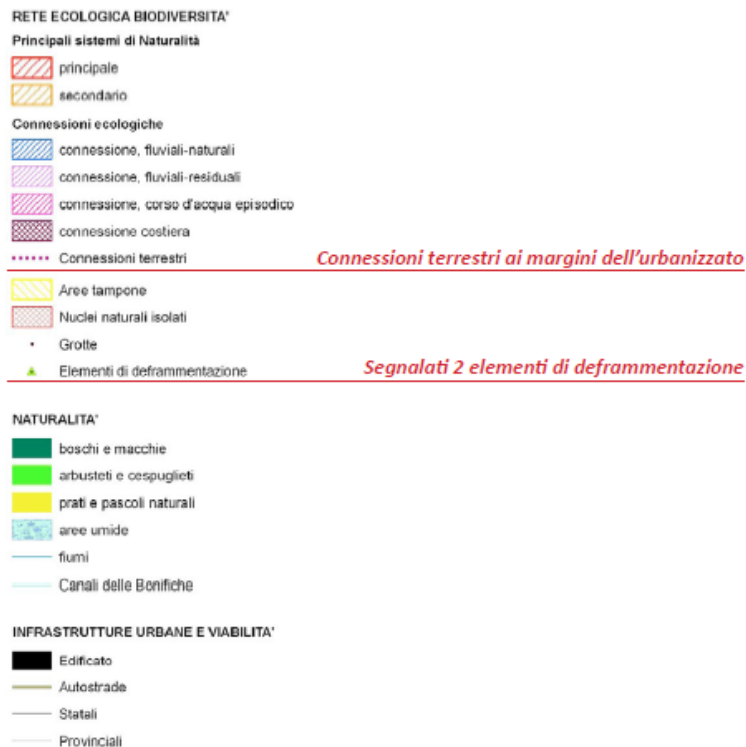 RETE ECOLOGICA BIODIVERSITA'
Principali sistemi di Naturalità
principale
secondario
Connessioni ecologiche
connessione, fluviali-naturali
connessione, fluviali-residuali
connessione, corso d'acqua episodico
connessione costiera
Connessioni terrestri Connessioni terrestri ai margini dell'urbanizzato
Aree tampone
Nuclei naturali isolati
Grotte
Elementi di deframmentazione Segnalati 2 elementi di deframmentazione
NATURALITA'
boschi e macchie
arbusteti e cespuglieti
prati e pascoli naturali
aree umide
fiumi
Canali delle Bonifiche
INFRASTRUTTURE URBANE E VIABILITA'
Edificato
Autostrade
Statali
Provinciali